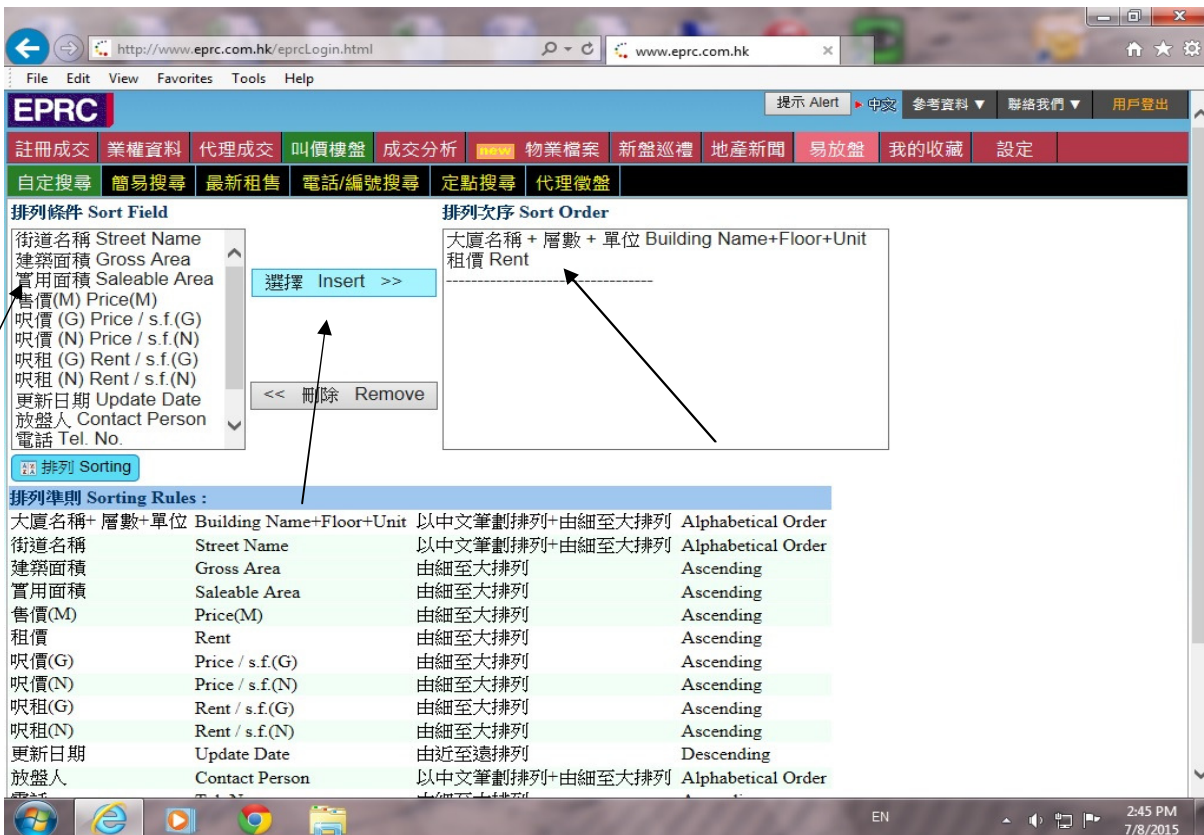 http://www.eprc.com.hk/eprcLogin.html
www.eprc.com.hk
File Edit View Favorites Tools Help
EPRC
提示 Alert 中文 參考資料 ▼ 聯絡我們 ▼ 用戶登出
註冊成交 業權資料 代理成交 叫價樓盤 成交分析 new 物業檔案 新盤巡禮 地產新聞 易放盤 我的收藏 設定
自定搜尋 簡易搜尋 最新租售 電話/編號搜尋 定點搜尋 代理徵盤
排列條件 Sort Field
排列次序 Sort Order
街道名稱 Street Name
建築面積 Gross Area
實用面積 Saleable Area
售價(M) Price(M)
呎價 (G) Price / s.f.(G)
呎價 (N) Price / s.f.(N)
呎租 (G) Rent / s.f.(G)
呎租 (N) Rent / s.f.(N)
更新日期 Update Date
放盤人 Contact Person
電話 Tel. No.
選擇 Insert >>
<< 刪除 Remove
大廈名稱 + 層數 + 單位 Building Name+Floor+Unit
租價 Rent
---------------------------------
排列 Sorting
排列準則 Sorting Rules :
大廈名稱+ 層數+單位 Building Name+Floor+Unit 以中文筆劃排列+由細至大排列 Alphabetical Order
街道名稱 Street Name 以中文筆劃排列+由細至大排列 Alphabetical Order
建築面積 Gross Area 由細至大排列 Ascending
實用面積 Saleable Area 由細至大排列 Ascending
售價(M) Price(M) 由細至大排列 Ascending
租價 Rent 由細至大排列 Ascending
呎價(G) Price / s.f.(G) 由細至大排列 Ascending
呎價(N) Price / s.f.(N) 由細至大排列 Ascending
呎租(G) Rent / s.f.(G) 由細至大排列 Ascending
呎租(N) Rent / s.f.(N) 由細至大排列 Ascending
更新日期 Update Date 由近至遠排列 Descending
放盤人 Contact Person 以中文筆劃排列+由細至大排列 Alphabetical Order
EN
2:45 PM
7/8/2015